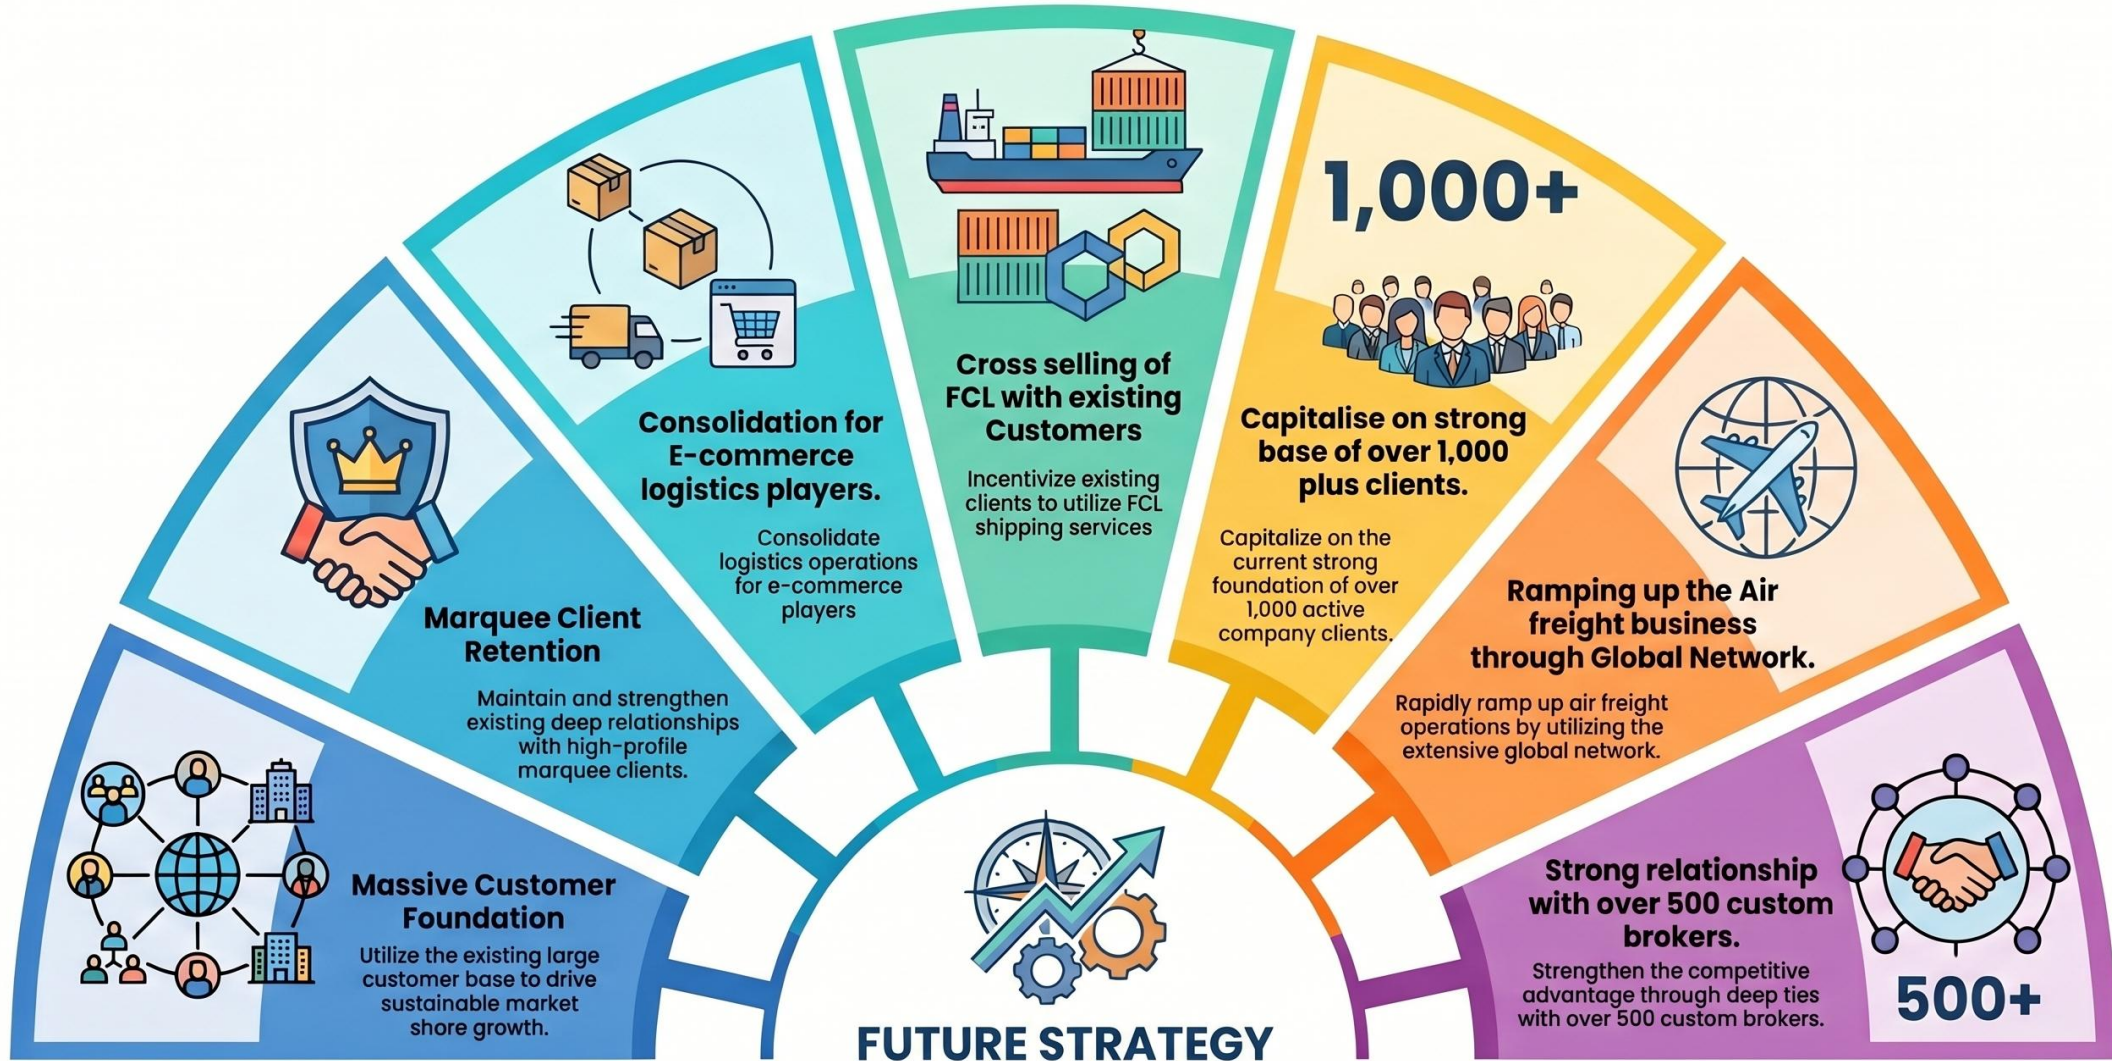 Massive Customer
Foundation
Utilize the existing large
customer base to drive
sustainable market
shore growth.
Marquee Client
Retention
Maintain and strengthen
existing deep relationships
with high-profile
marquee clients.
Consolidation for
E-commerce
logistics players.
Consolidate
logistics operations
for e-commerce
players
Cross selling of
FCL with existing
Customers
Incentivize existing
clients to utilize FCL
shipping services
1,000+
Capitalise on strong
base of over 1,000
plus clients.
Capitalize on the
current strong
foundation of over
1,000 active
company clients.
Ramping up the Air
freight business
through Global Network.
Rapidly ramp up air freight
operations by utilizing the
extensive global network.
Strong relationship
with over 500 custom
brokers.
Strengthen the competitive
advantage through deep ties
with over 500 custom brokers.
500+
FUTURE STRATEGY